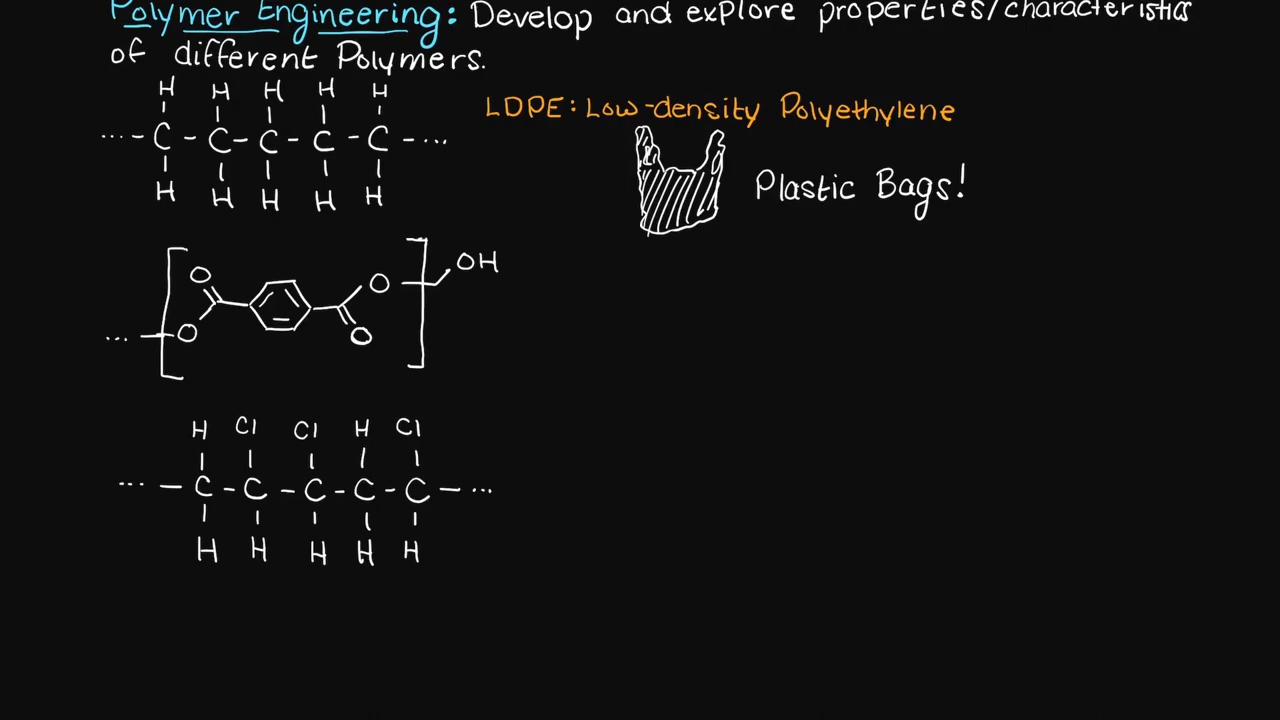 Polymer Engineering: Develop and explore properties/characteristics
of different Polymers.
H H H H H
LDPE: Low-density Polyethylene
... - C - C - C - C - C - ...
Plastic Bags!
H H H H H
OH
O O
... O O
H Cl Cl H Cl
... - C - C - C - C - C - ...
H H H H H